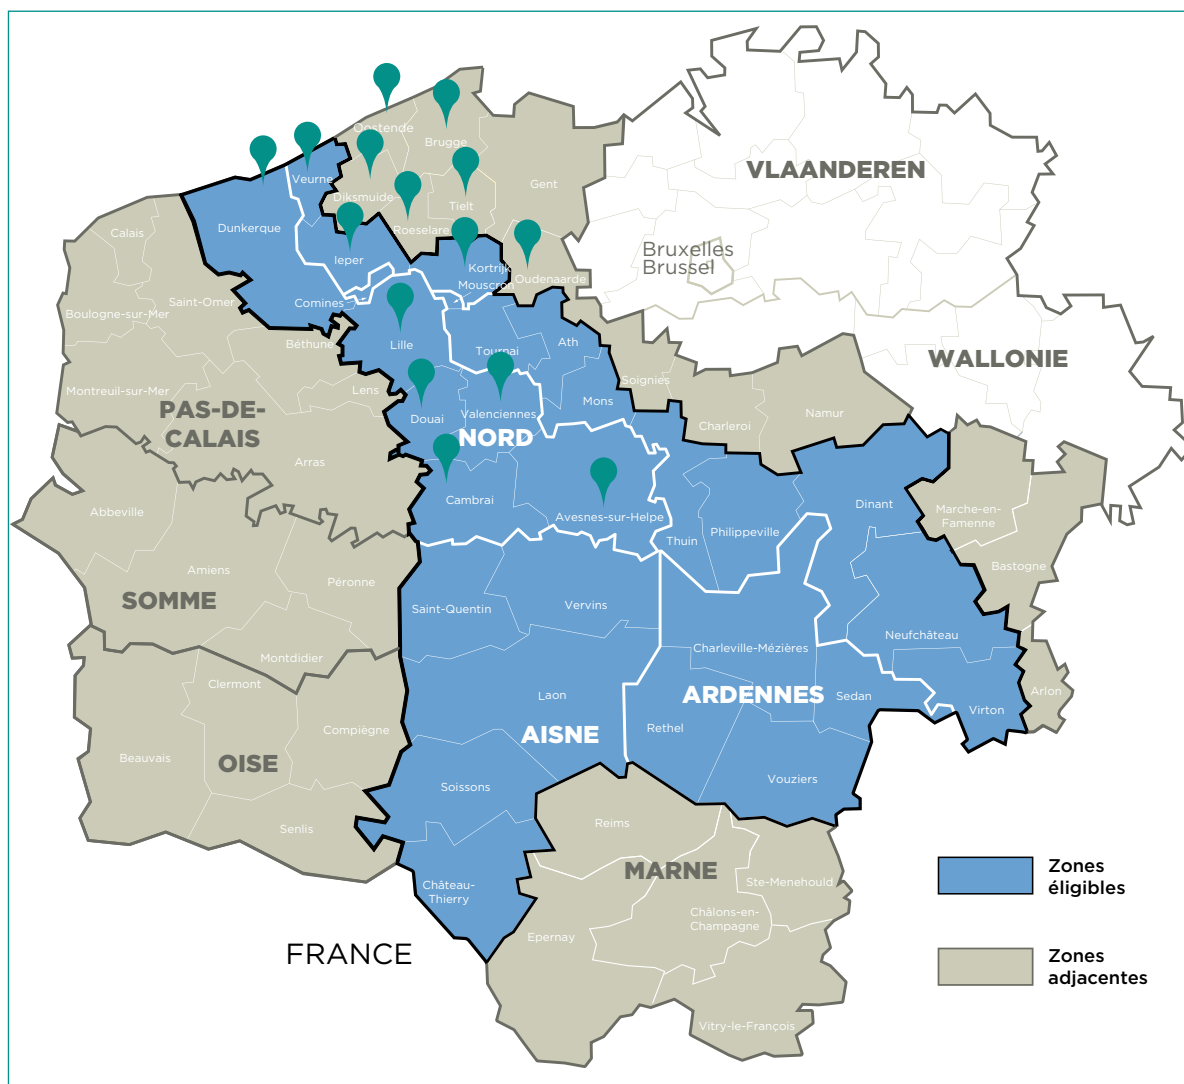 Oostende
Brugge
VLAANDEREN
Veurne
Gent
Diksmuide
Tielt
Dunkerque
Calais
Roeselare
Bruxelles
Brussel
Ieper
Kortrijk
Oudenaarde
Mouscron
Saint-Omer
Comines
Boulogne-sur-Mer
Béthune
Lille
Tournai
Ath
WALLONIE
Soignies
Montreuil-sur-Mer
Lens
Mons
PAS-DE-
CALAIS
Douai
Valenciennes
Charleroi
Namur
NORD
Arras
Cambrai
Avesnes-sur-Helpe
Dinant
Abbeville
Marche-en-
Famenne
Thuin
Philippeville
Bastogne
Amiens
Péronne
SOMME
Saint-Quentin
Vervins
Neufchâteau
Montdidier
Charleville-Mézières
Clermont
Arlon
Laon
ARDENNES
Sedan
Virton
Compiègne
Rethel
AISNE
Beauvais
OISE
Soissons
Vouziers
Senlis
Reims
MARNE
Ste-Menehould
Zones
éligibles
Château-
Thierry
Châlons-en-
Champagne
Epernay
FRANCE
Zones
adjacentes
Vitry-le-François